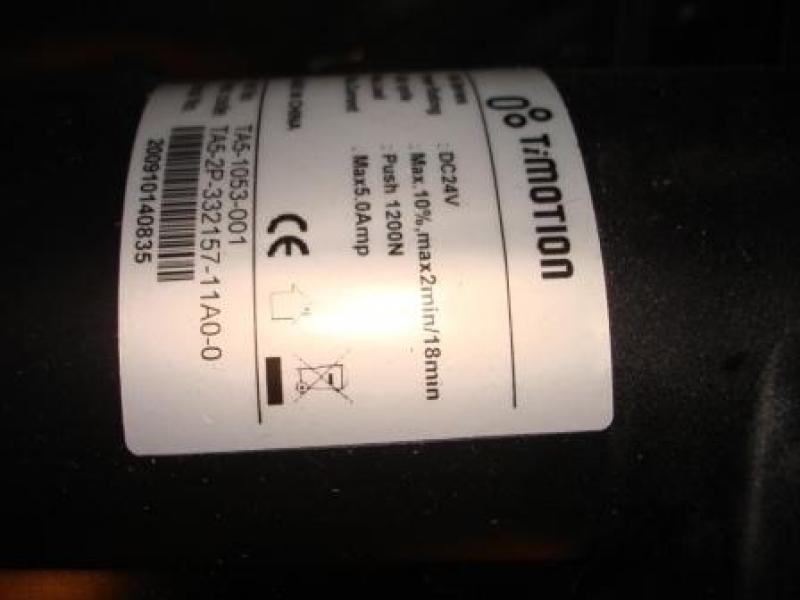 TiMOTION
: DC24V
: Max.10%,max2min/18min
: Push 1200N
: Max5.0Amp
CHINA
TA5-1053-001
TA5-2P-332157-11A0-0
200910140835